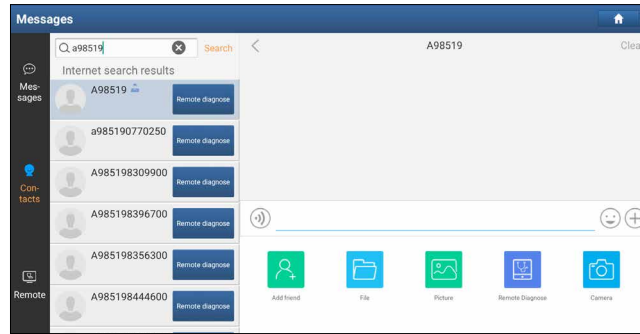 Messages
a98519
Search
Clea
A98519
Internet search results
Mes-
sages
Con-
tacts
Remote
A98519
Remote diagnose
a985190770250
Remote diagnose
A985198309900
Remote diagnose
A985198396700
Remote diagnose
A985198356300
Remote diagnose
A985198444600
Remote diagnose
Add friend
File
Picture
Remote Diagnose
Camera